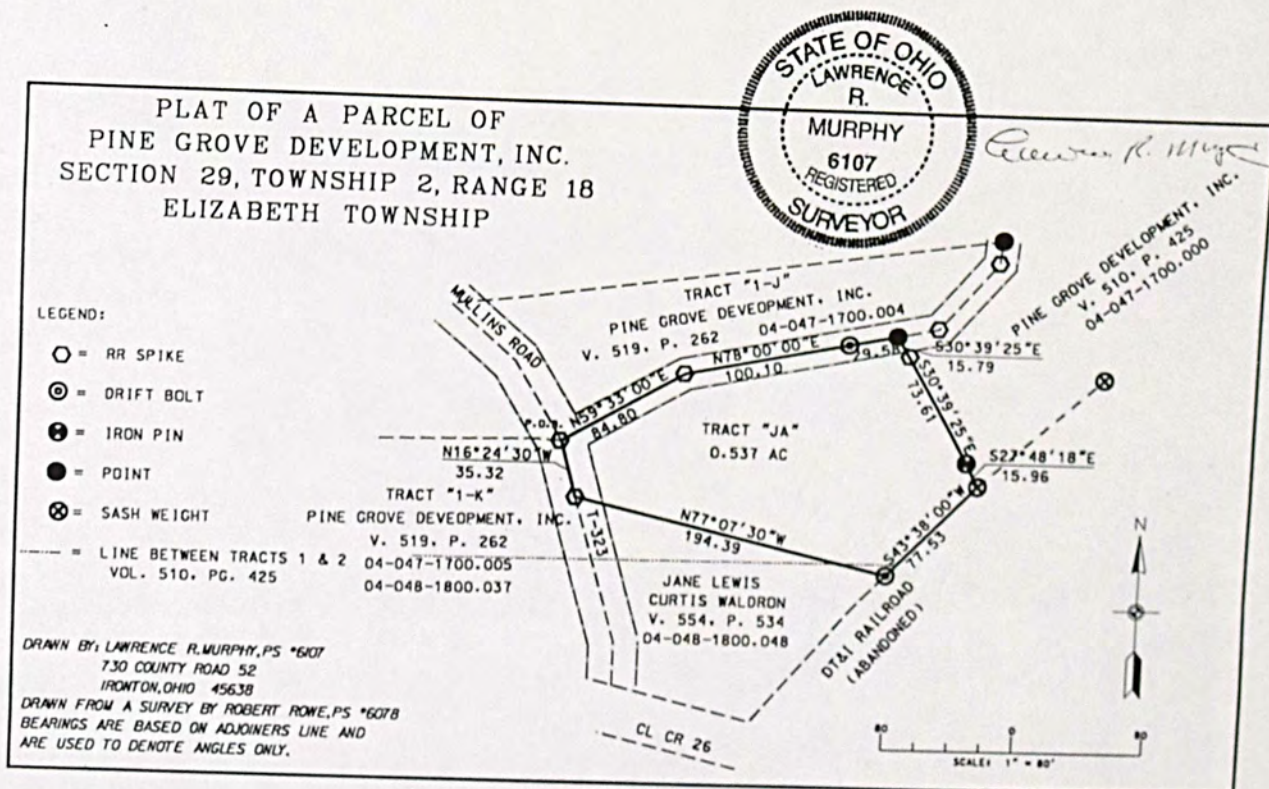 STATE OF OHIO
LAWRENCE
R.
MURPHY
6107
REGISTERED
SURVEYOR
PLAT OF A PARCEL OF
PINE GROVE DEVELOPMENT, INC.
SECTION 29, TOWNSHIP 2, RANGE 18
ELIZABETH TOWNSHIP
LEGEND:
= RR SPIKE
= DRIFT BOLT
= IRON PIN
= POINT
= SASH WEIGHT
= LINE BETWEEN TRACTS 1 & 2
VOL. 510. PG. 425
MULLINS ROAD
TRACT "1-J"
PINE GROVE DEVEOPMENT. INC.
V. 519. P. 262
04-047-1700.004
PINE GROVE DEVELOPMENT, INC.
V. 510. P. 425
04-047-1700.000
P.O.B.
N59°33'00"E
84.80
N78°00'00"E
100.10
29.58
S30°39'25"E
15.79
S30°39'25"E
73.61
S27°48'18"E
15.96
S43°38'00"W
77.53
N77°07'30"W
194.39
N16°24'30"W
35.32
TRACT "JA"
0.537 AC
TRACT "1-K"
PINE GROVE DEVEOPMENT. INC.
V. 519. P. 262
04-047-1700.005
04-048-1800.037
T-323
JANE LEWIS
CURTIS WALDRON
V. 554. P. 534
04-048-1800.048
DT&I RAILROAD
(ABANDONED)
CL CR 26
N
80 0 80
SCALE: 1" = 80'
DRAWN BY: LAWRENCE R. MURPHY, PS *6107
730 COUNTY ROAD 52
IRONTON, OHIO 45638
DRAWN FROM A SURVEY BY ROBERT ROWE, PS *6078
BEARINGS ARE BASED ON ADJOINERS LINE AND
ARE USED TO DENOTE ANGLES ONLY.